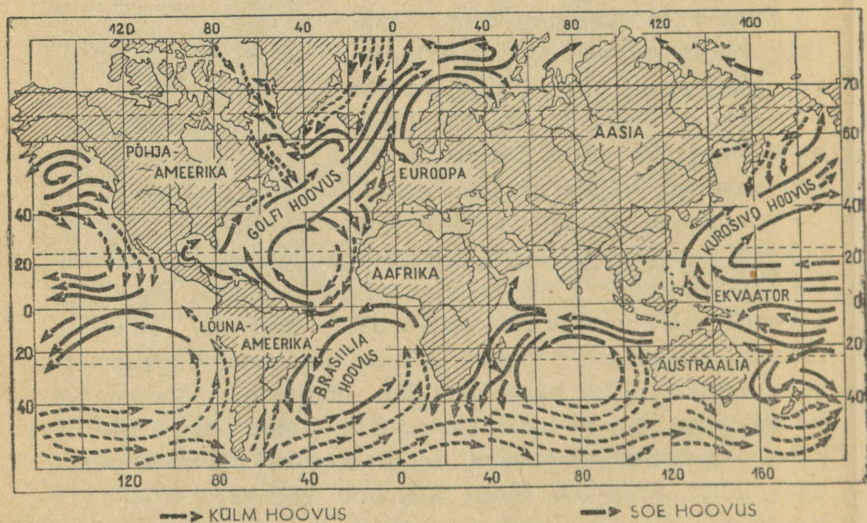 120 80 40 0 40 80 120 160
70
60
40
20
0
20
40
40
20
0
20
40
PÕHJA-
AMEERIKA
GOLFI HOOVUS
EUROOPA
AASIA
KUROŠIVO HOOVUS
AAFRIKA
EKVAATOR
LÕUNA-
AMEERIKA
BRASIILIA
HOOVUS
AUSTRAALIA
120 80 40 0 40 80 120 160
KÜLM HOOVUS
SOE HOOVUS